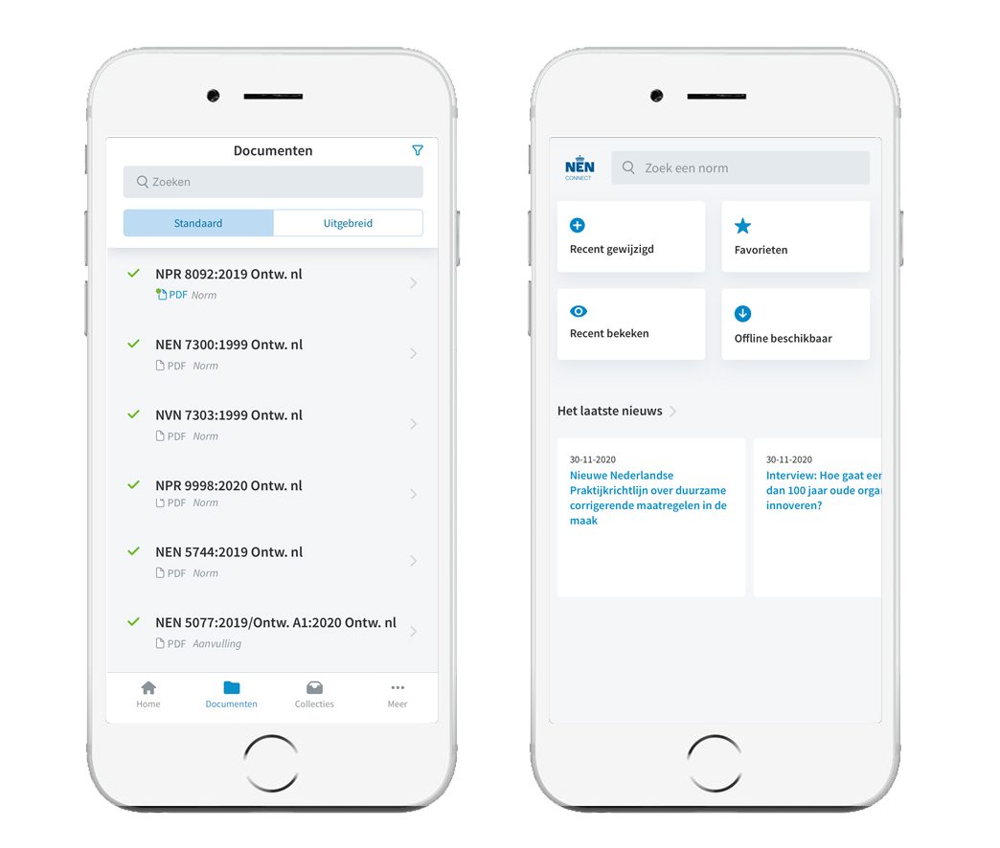 Documenten
Zoeken
Standaard
Uitgebreid
NPR 8092:2019 Ontw. nl
PDF Norm
NEN 7300:1999 Ontw. nl
PDF Norm
NVN 7303:1999 Ontw. nl
PDF Norm
NPR 9998:2020 Ontw. nl
PDF Norm
NEN 5744:2019 Ontw. nl
PDF Norm
NEN 5077:2019/Ontw. A1:2020 Ontw. nl
PDF Aanvulling
Home
Documenten
Collecties
Meer
NEN
CONNECT
Zoek een norm
Recent gewijzigd
Favorieten
Recent bekeken
Offline beschikbaar
Het laatste nieuws
30-11-2020
Nieuwe Nederlandse
Praktijkrichtlijn over duurzame
corrigerende maatregelen in de
maak
30-11-2020
Interview: Hoe gaat
dan 100 jaar oude
innoveren?